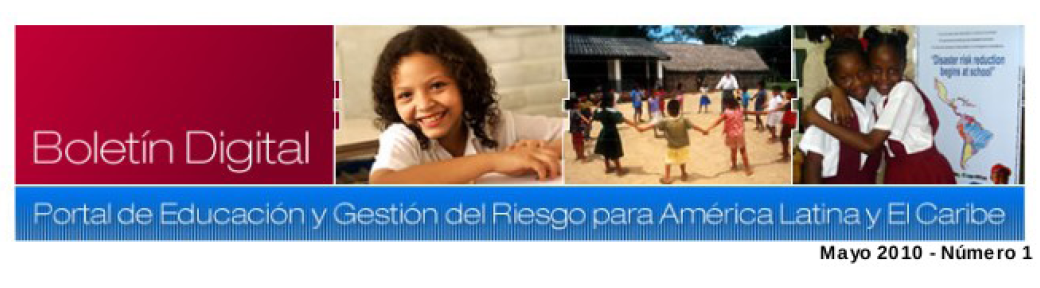 Boletín Digital
"Disaster risk reduction
begins at school"
Portal de Educación y Gestión del Riesgo para América Latina y El Caribe
Mayo 2010 - Número 1